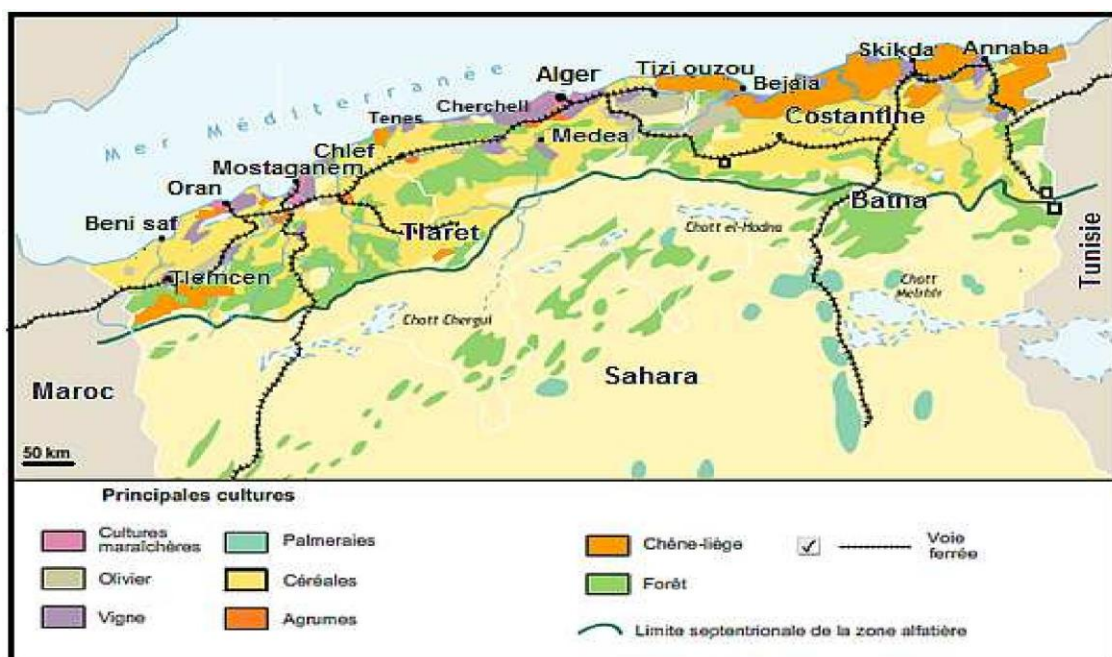 Mer Méditerranée
Skikda
Annaba
Alger
Tizi ouzou
Bejaia
Cherchell
Tenes
Costantine
Medea
Chlef
Mostaganem
Oran
Beni saf
Tiaret
Batna
Tlemcen
Chott el-Hodna
Chott
Melrhir
Chott Chergui
Tunisie
Sahara
Maroc
50 km
Principales cultures
Cultures
maraîchères
Olivier
Vigne
Palmeraies
Céréales
Agrumes
Chêne-liège
Forêt
Voie
ferrée
Limite septentrionale de la zone alfatière